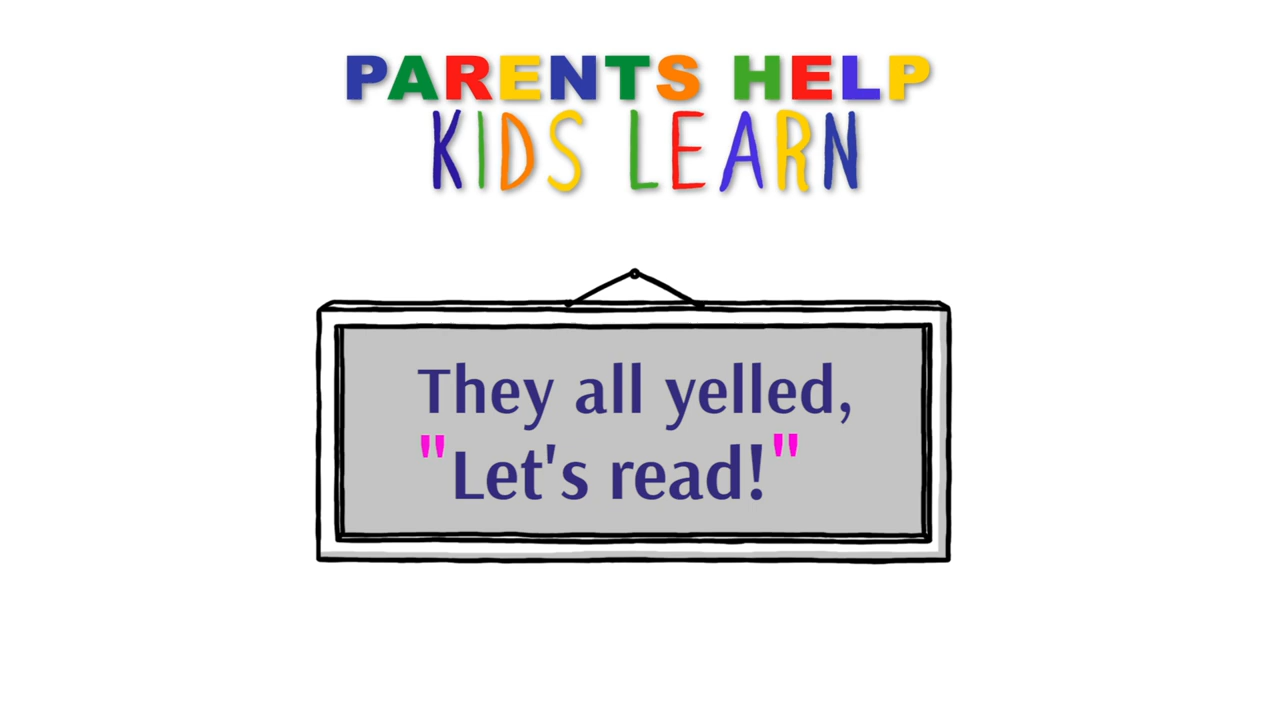 PARENTS HELP
KIDS LEARN
They all yelled,
"Let's read!"